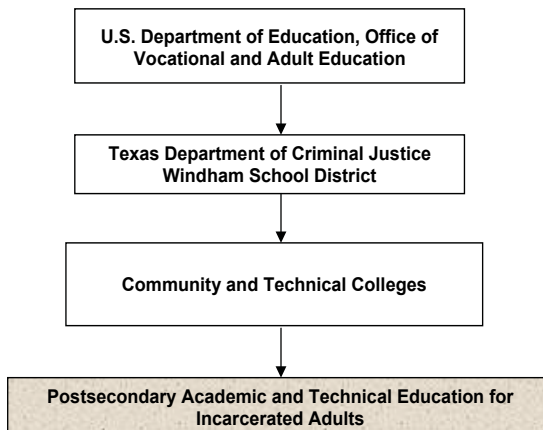 U.S. Department of Education, Office of
Vocational and Adult Education
Texas Department of Criminal Justice
Windham School District
Community and Technical Colleges
Postsecondary Academic and Technical Education for
Incarcerated Adults